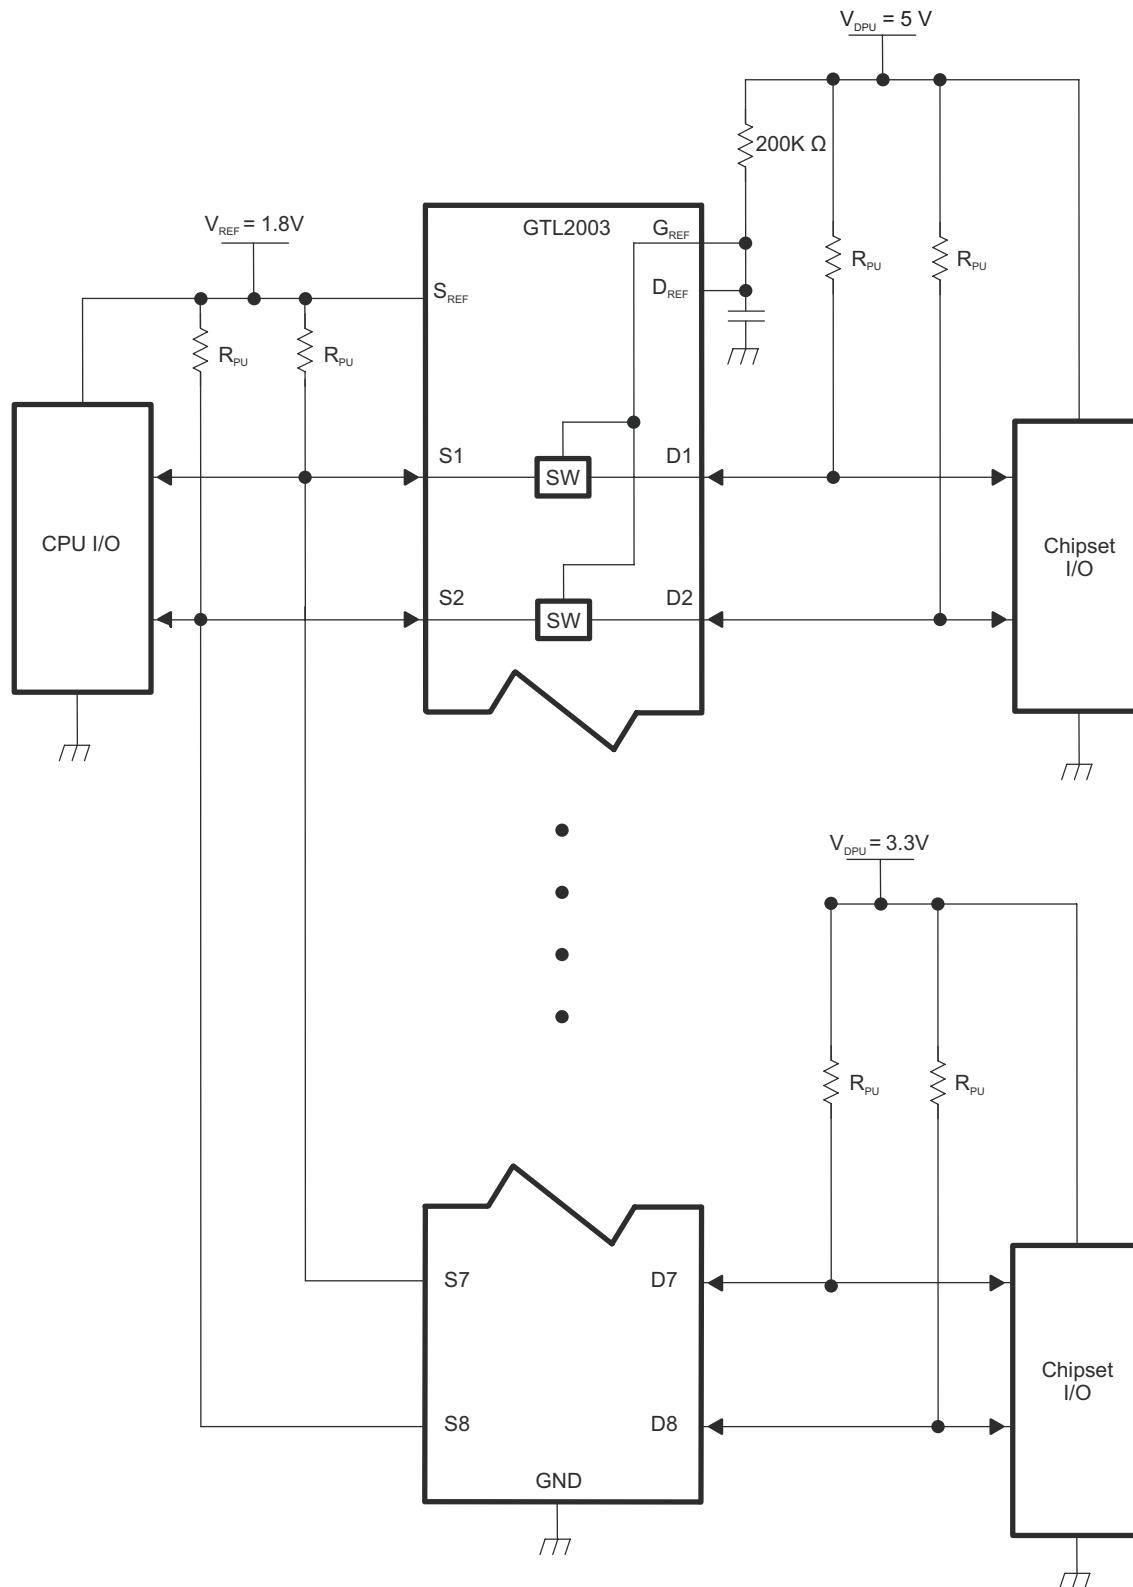 V_DPU = 5 V
200K Ω
GTL2003
G_REF
V_REF = 1.8V
R_PU
R_PU
S_REF
D_REF
R_PU
R_PU
S1
SW
D1
CPU I/O
Chipset
I/O
S2
SW
D2
V_DPU = 3.3V
R_PU
R_PU
S7
D7
Chipset
I/O
S8
D8
GND